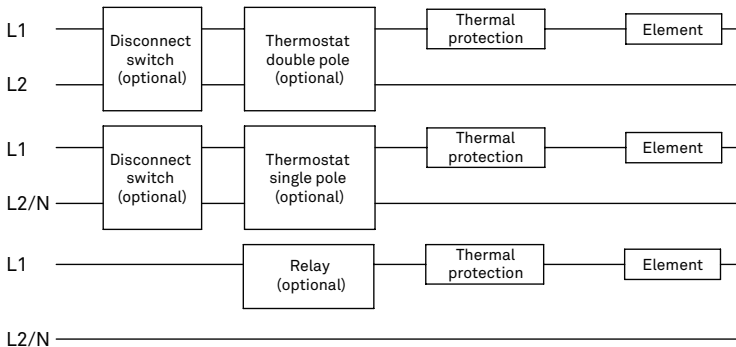 L1
Disconnect
switch
(optional)
Thermostat
double pole
(optional)
Thermal
protection
Element
L2
L1
Disconnect
switch
(optional)
Thermostat
single pole
(optional)
Thermal
protection
Element
L2/N
L1
Relay
(optional)
Thermal
protection
Element
L2/N